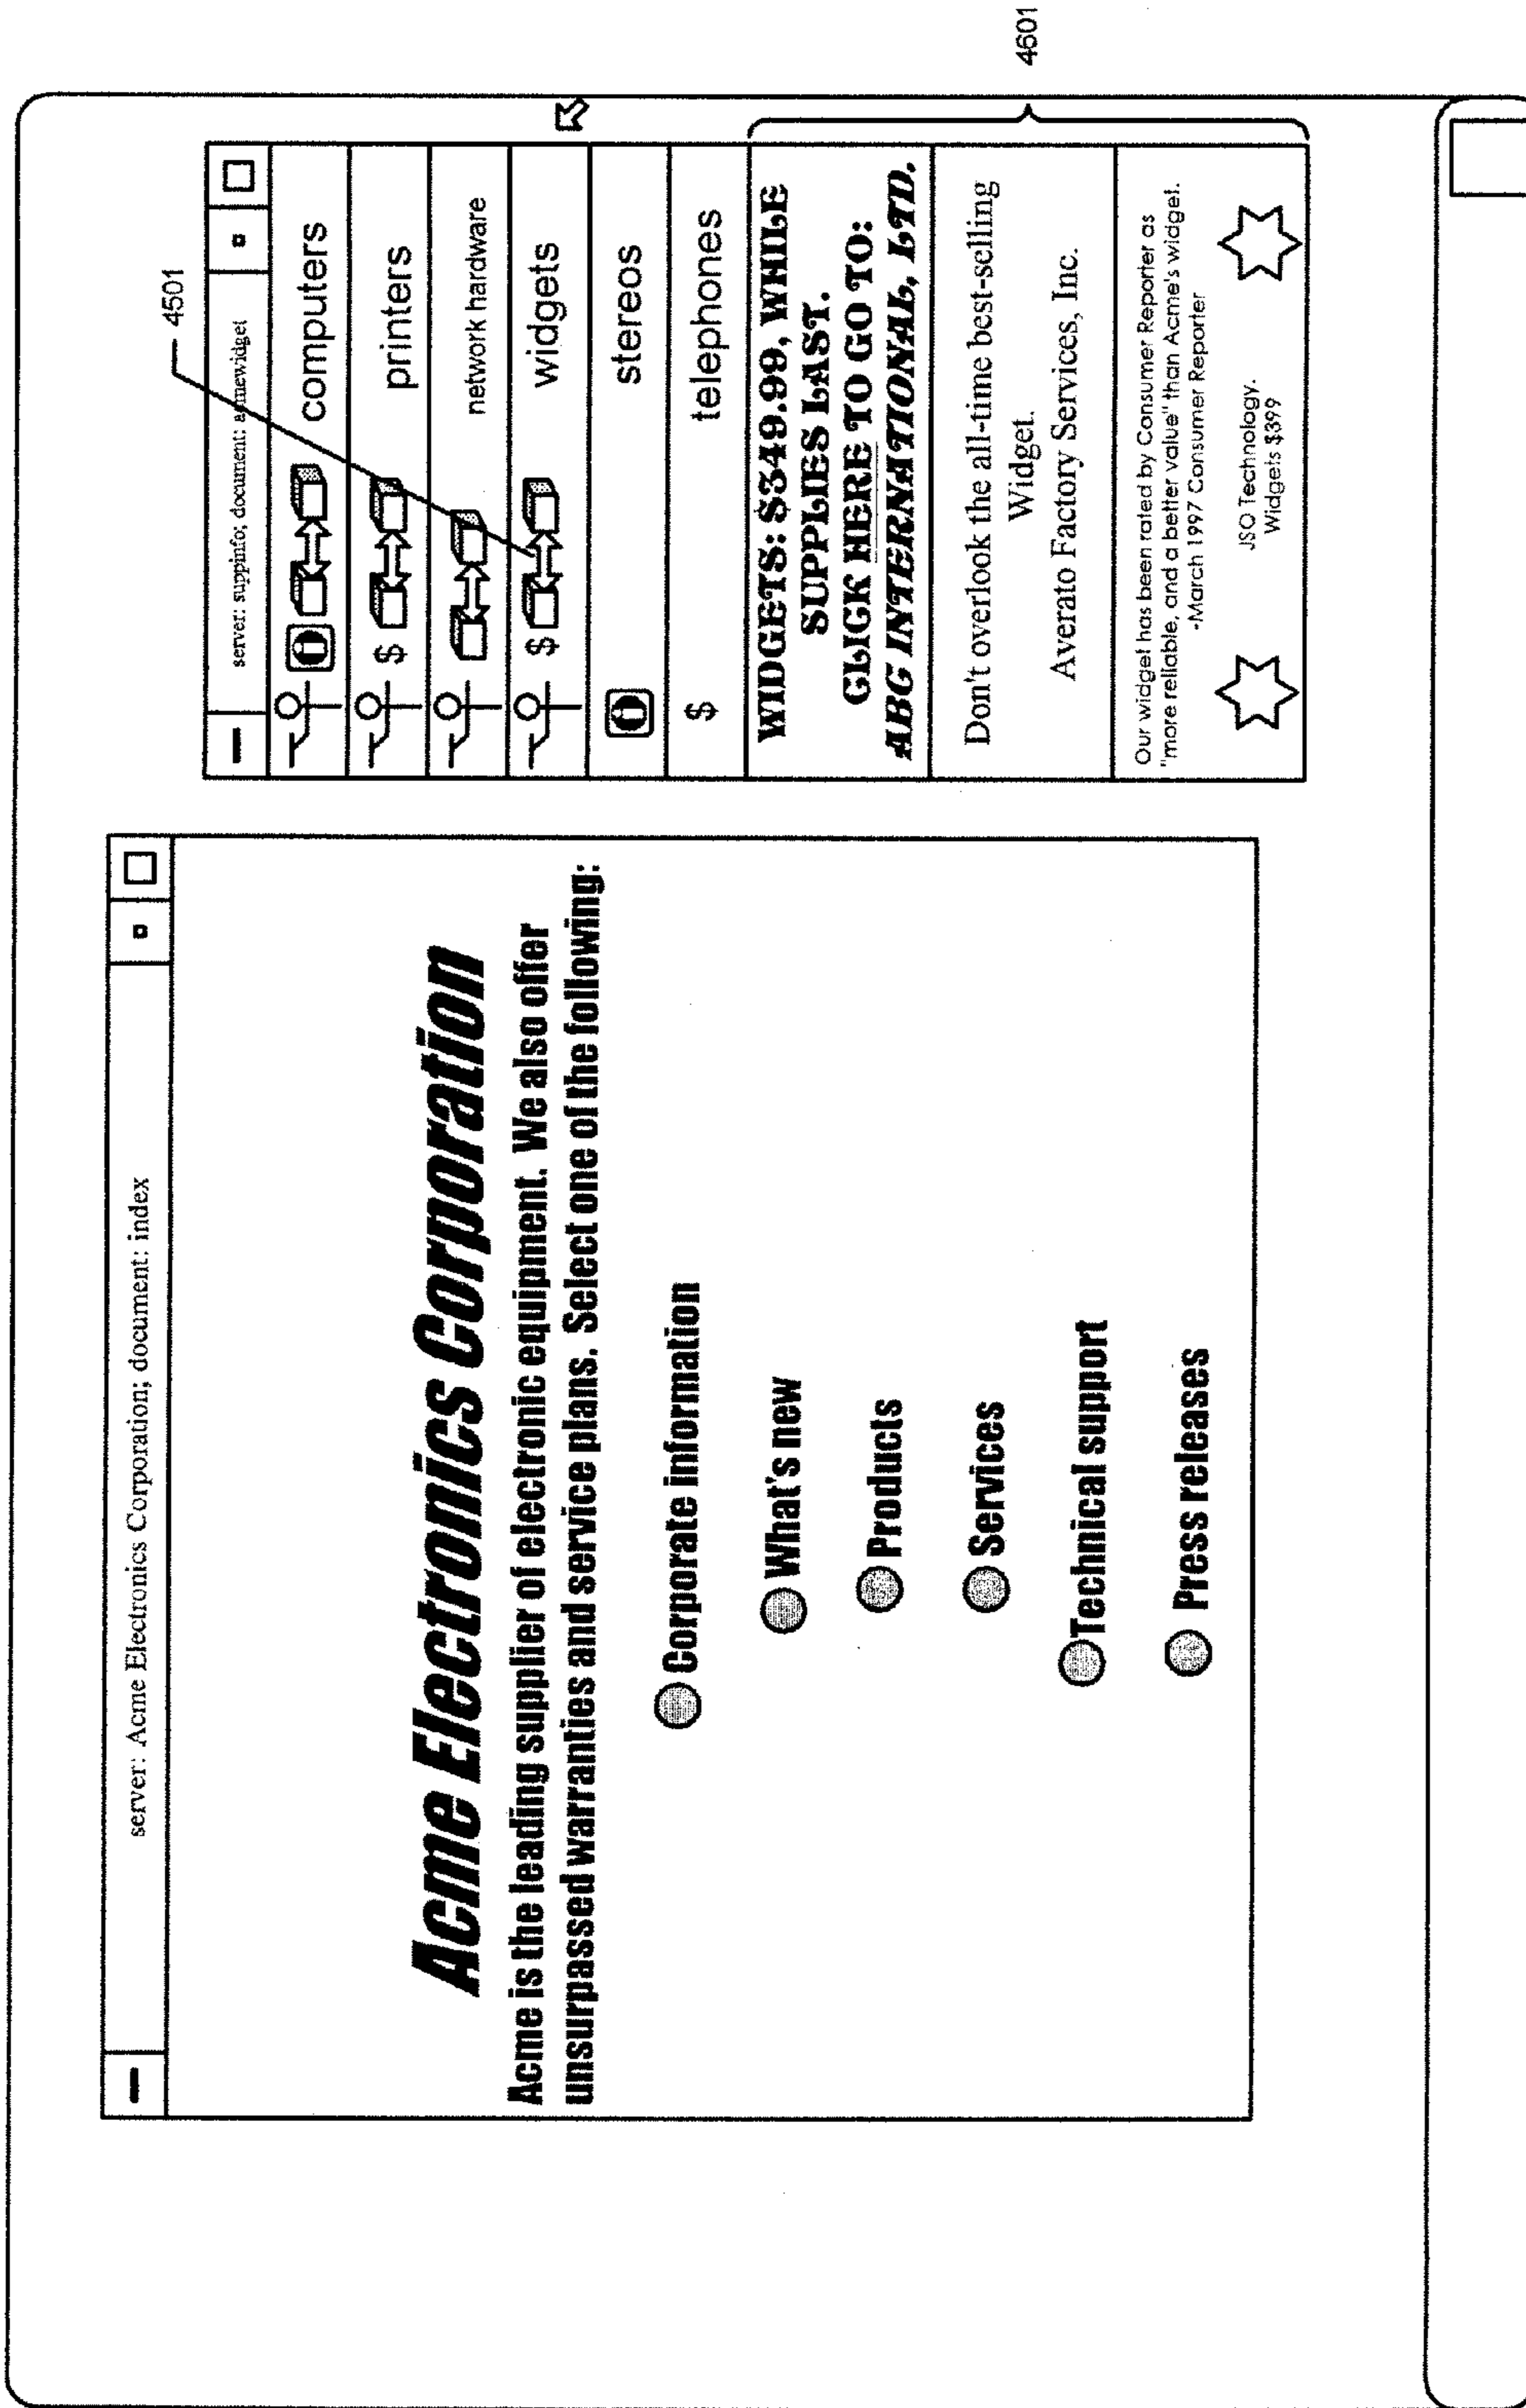 server: Acme Electronics Corporation; document: index
Acme Electronics Corporation
Acme is the leading supplier of electronic equipment. We also offer
unsurpassed warranties and service plans. Select one of the following:
Corporate information
What's new
Products
Services
Technical support
Press releases
4501
server: suppinfo; document: acmewidget
computers
$ printers
network hardware
$ widgets
stereos
$ telephones
WIDGETS: $349.99, WHILE
SUPPLIES LAST.
CLICK HERE TO GO TO:
ABG INTERNATIONAL, LTD.
Don't overlook the all-time best-selling
Widget.
Averato Factory Services, Inc.
Our widget has been rated by Consumer Reporter as
"more reliable, and a better value" than Acme's widget.
-March 1997 Consumer Reporter
JSO Technology.
Widgets $399
4601